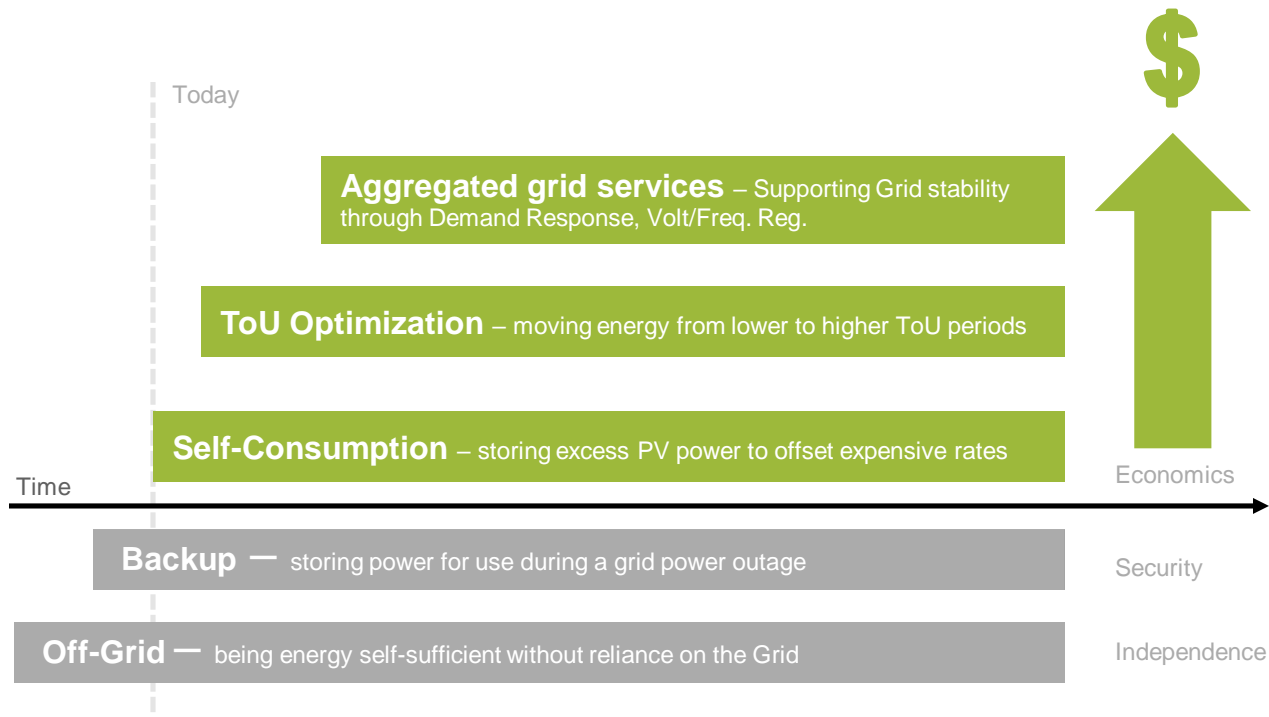 $
Today
Aggregated grid services – Supporting Grid stability
through Demand Response, Volt/Freq. Reg.
ToU Optimization – moving energy from lower to higher ToU periods
Self-Consumption – storing excess PV power to offset expensive rates
Economics
Time
Backup — storing power for use during a grid power outage
Security
Off-Grid — being energy self-sufficient without reliance on the Grid
Independence